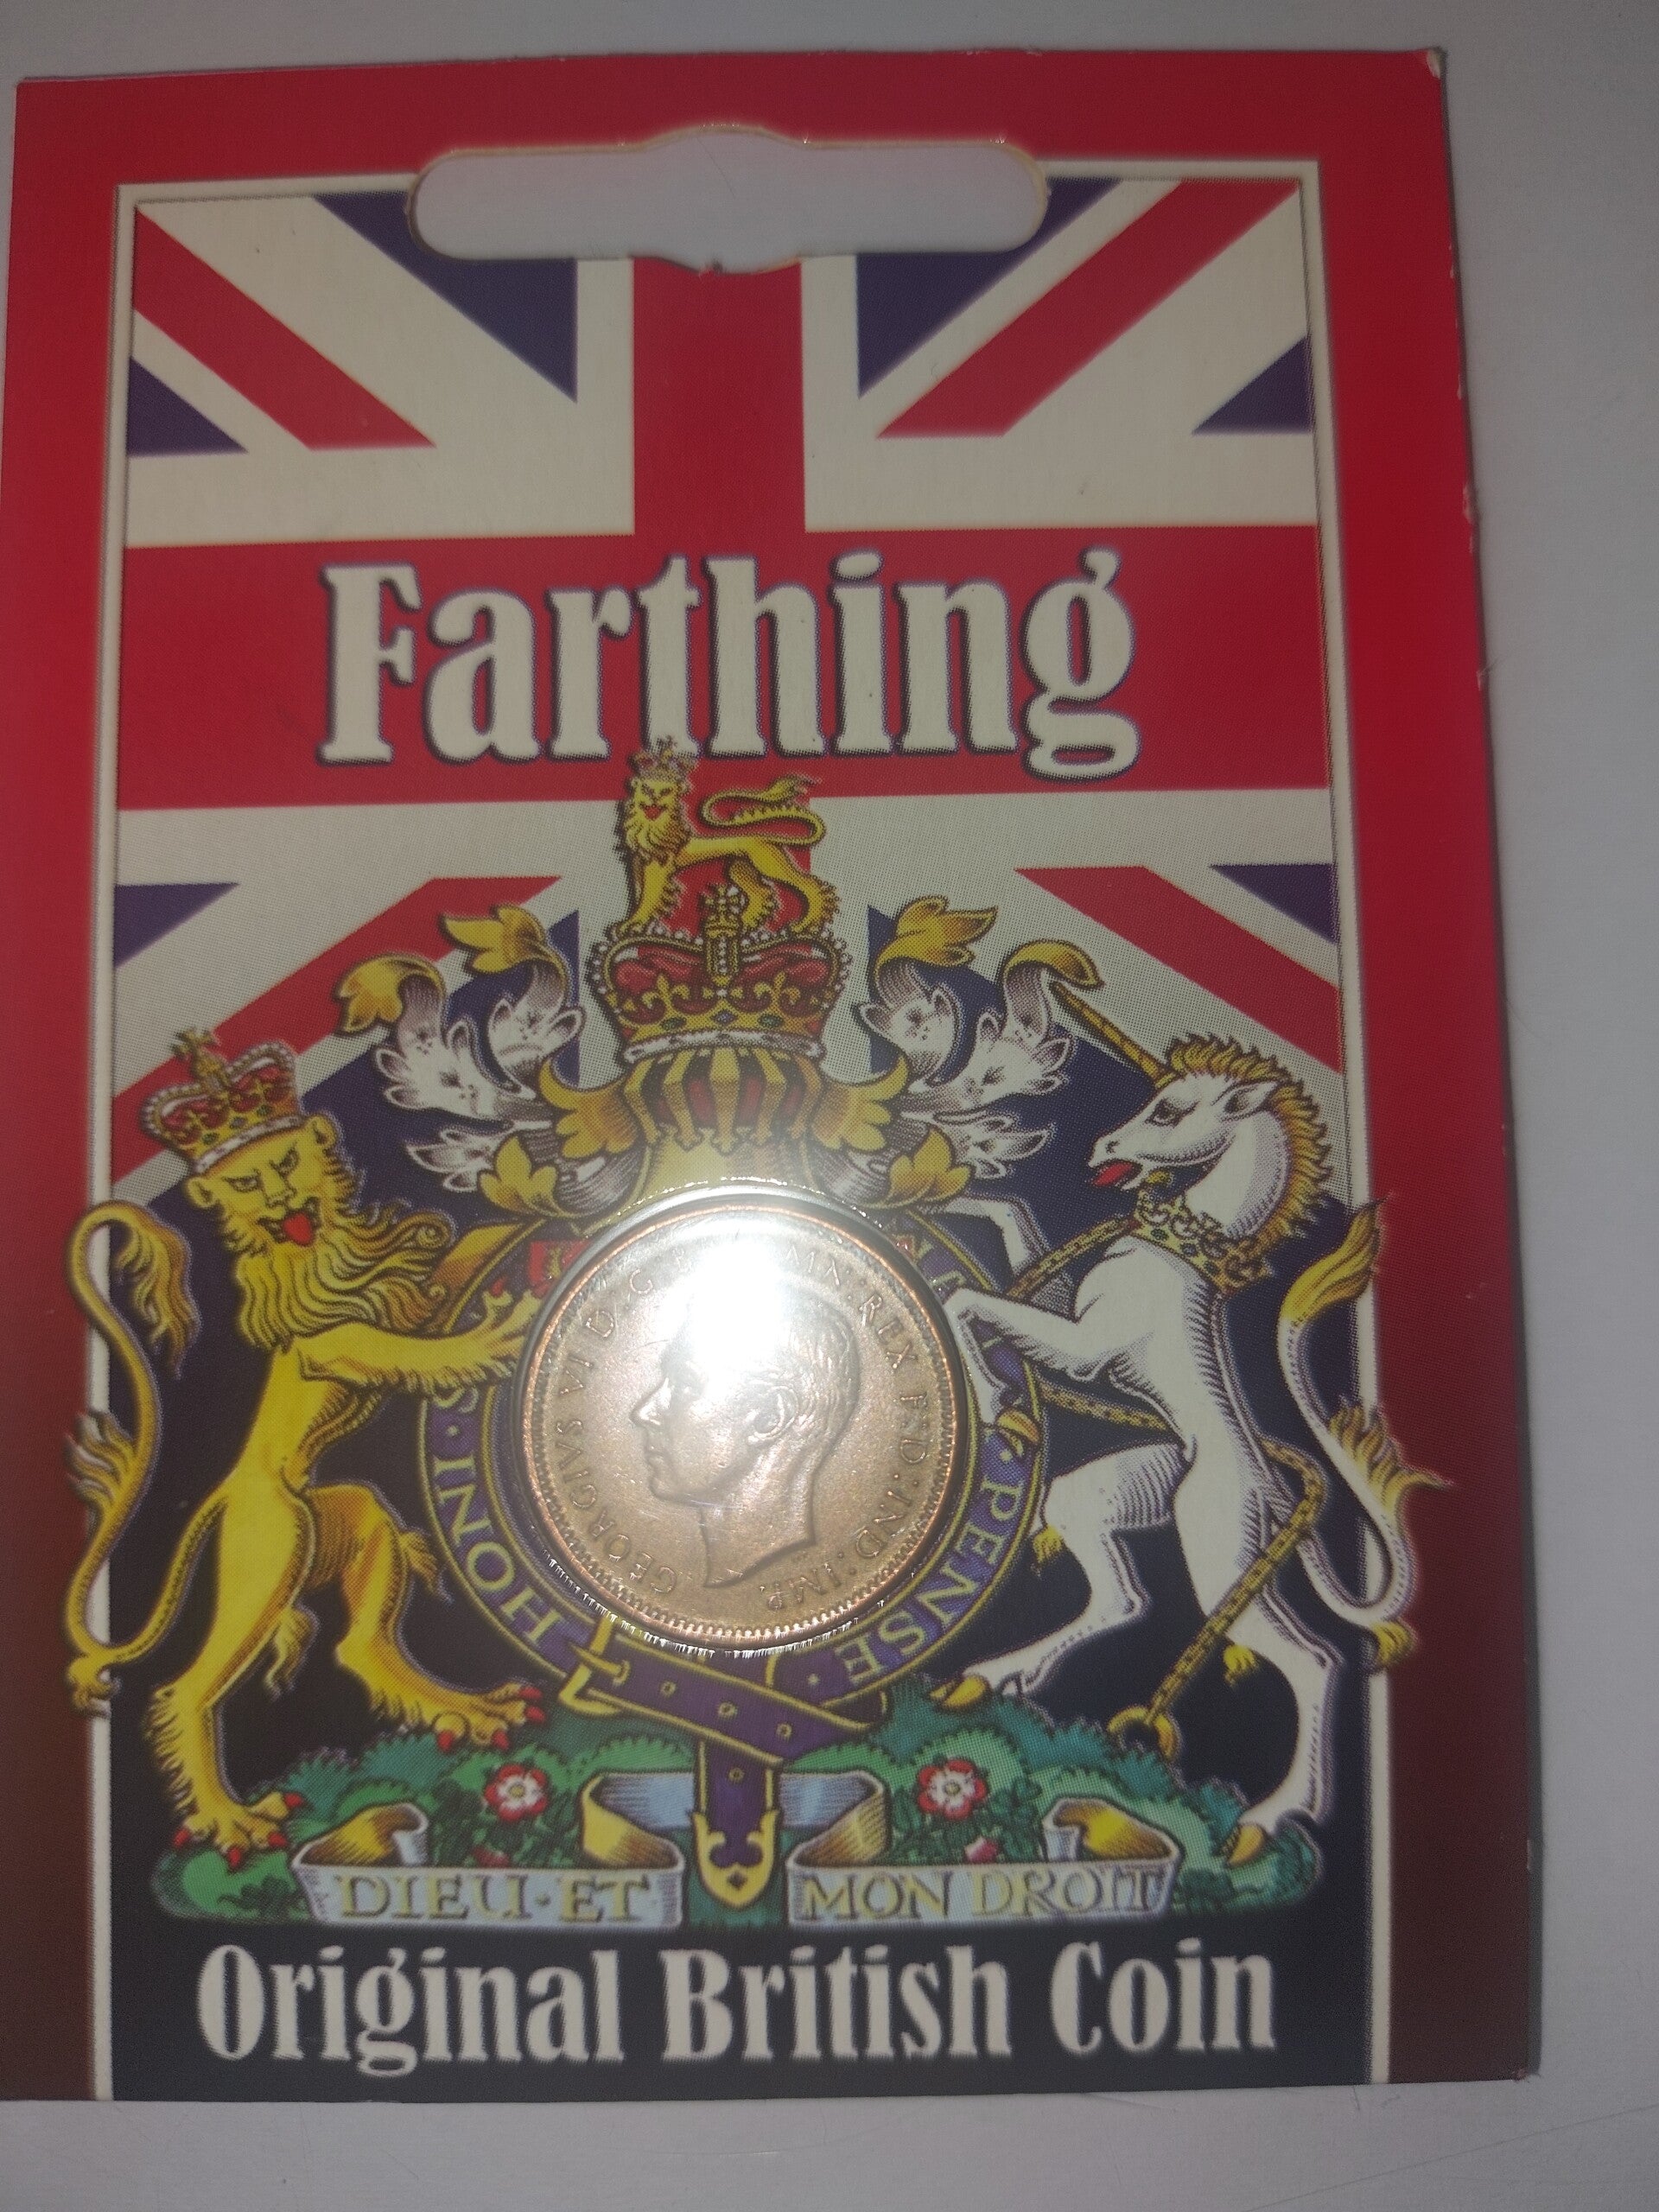 Farthing
GEORGIVS VI D:G:BR: OMN: REX F:D:IND:IMP.
HONI · PENSE
DIEU·ET MON DROIT
Original British Coin